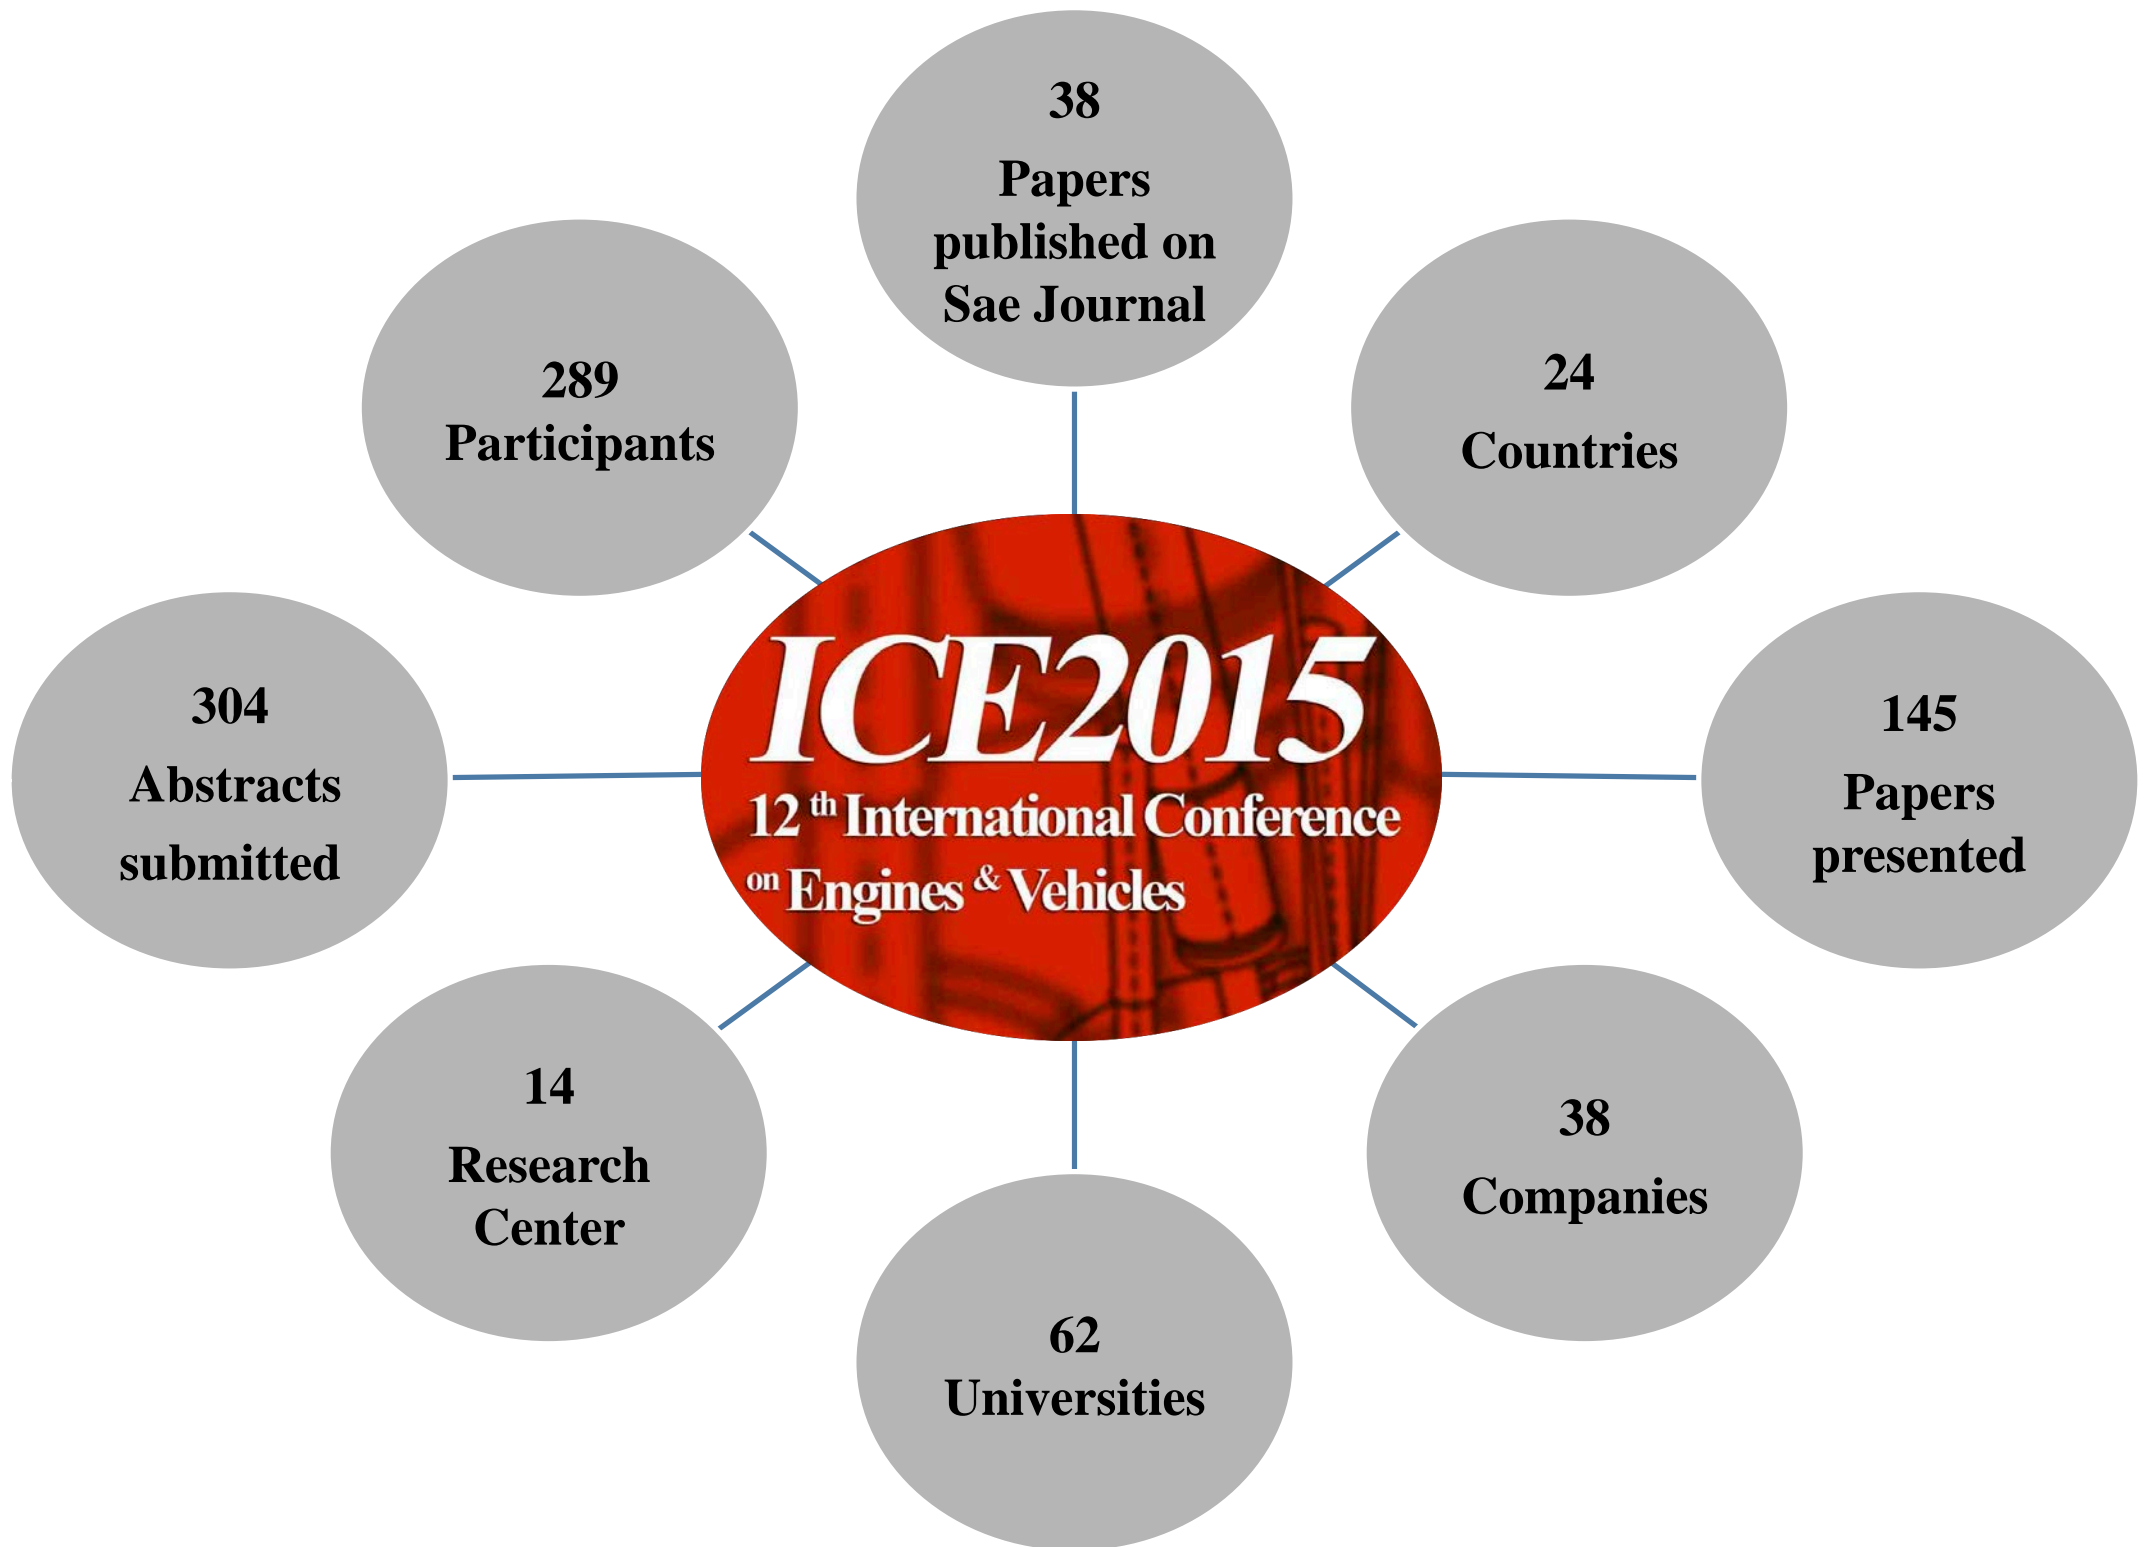 38
Papers
published on
Sae Journal
24
Countries
289
Participants
304
Abstracts
submitted
ICE2015
12 th International Conference
on Engines & Vehicles
145
Papers
presented
14
Research
Center
38
Companies
62
Universities